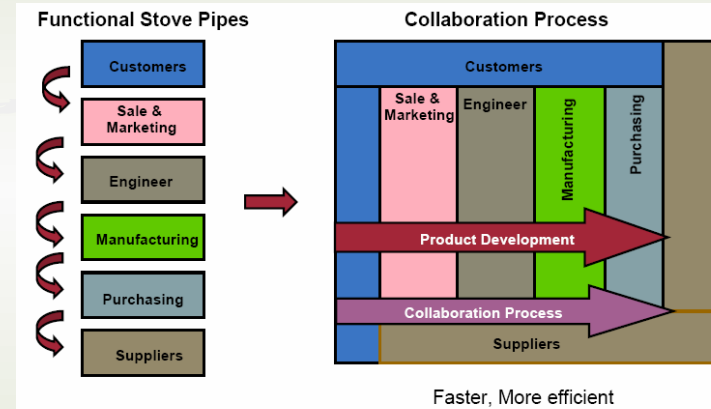 Functional Stove Pipes
Customers
Sale &
Marketing
Engineer
Manufacturing
Purchasing
Suppliers
Collaboration Process
Customers
Sale &
Marketing
Engineer
Manufacturing
Purchasing
Product Development
Collaboration Process
Suppliers
Faster, More efficient